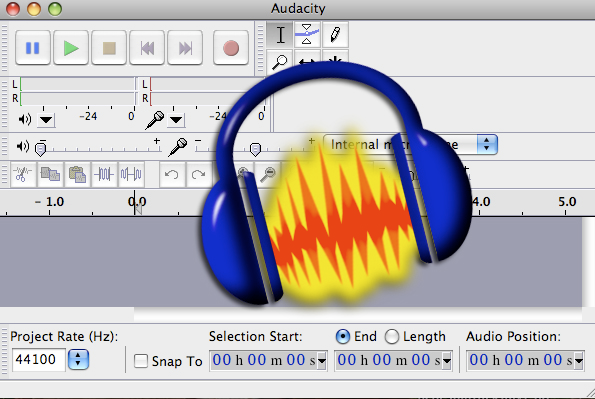 Audacity
L
R
-24 0
L
R
-24 0
- +
- +
Internal
- 1.0 0.0 4.0 5.0
Project Rate (Hz):
44100
Snap To
Selection Start:
End Length
Audio Position:
00 h 00 m 00 s
00 h 00 m 00 s
00 h 00 m 00 s